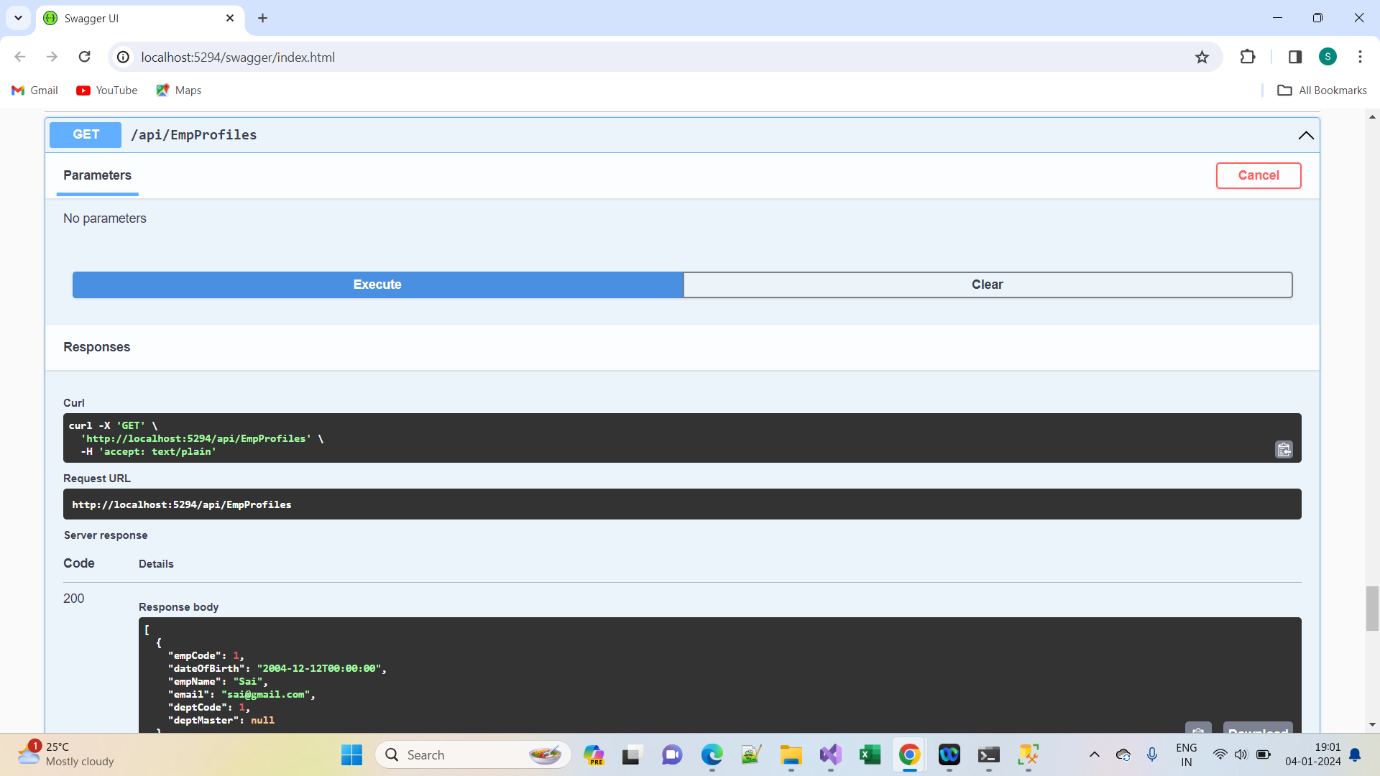 Swagger UI
localhost:5294/swagger/index.html
S
Gmail YouTube Maps All Bookmarks
GET /api/EmpProfiles
Parameters Cancel
No parameters
Execute Clear
Responses
Curl
curl -X 'GET' \
'http://localhost:5294/api/EmpProfiles' \
-H 'accept: text/plain'
Request URL
http://localhost:5294/api/EmpProfiles
Server response
Code Details
200
Response body
[
{
"empCode": 1,
"dateOfBirth": "2004-12-12T00:00:00",
"empName": "Sai",
"email": "sai@gmail.com",
"deptCode": 1,
"deptMaster": null
}
Download
1 25°C
Mostly cloudy
Search
PRE
ENG
IN
19:01
04-01-2024